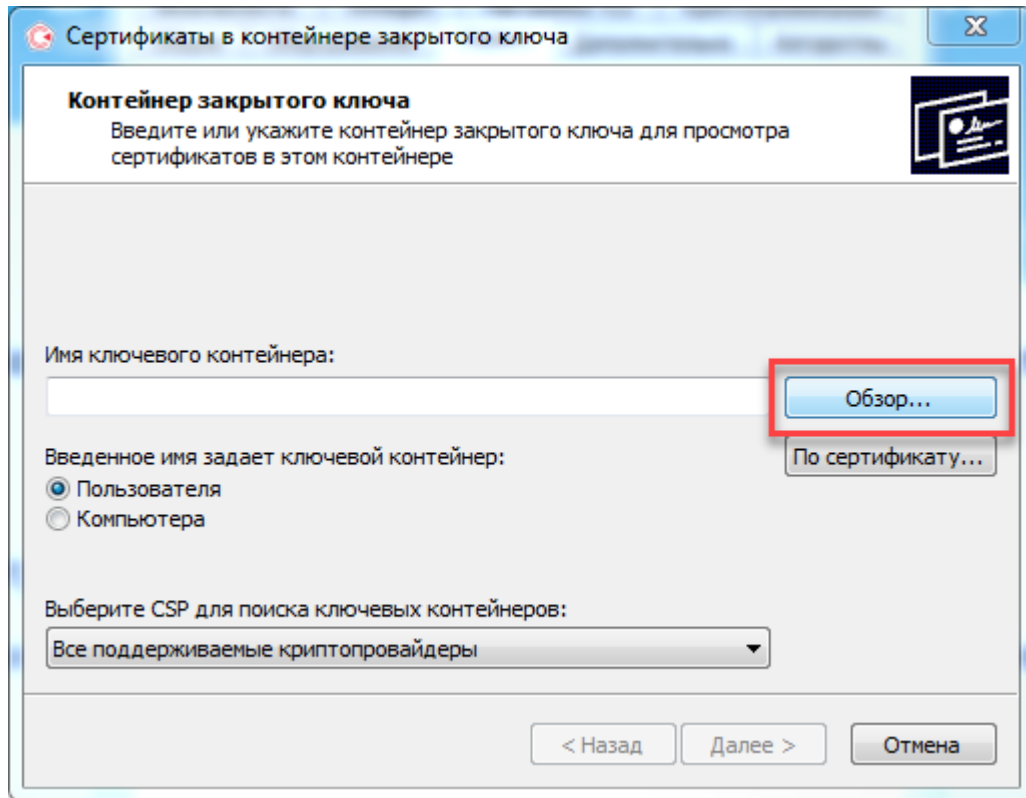 Сертификаты в контейнере закрытого ключа
Контейнер закрытого ключа
Введите или укажите контейнер закрытого ключа для просмотра
сертификатов в этом контейнере
Имя ключевого контейнера:
Обзор...
Введенное имя задает ключевой контейнер:
По сертификату...
Пользователя
Компьютера
Выберите CSP для поиска ключевых контейнеров:
Все поддерживаемые криптопровайдеры
< Назад
Далее >
Отмена